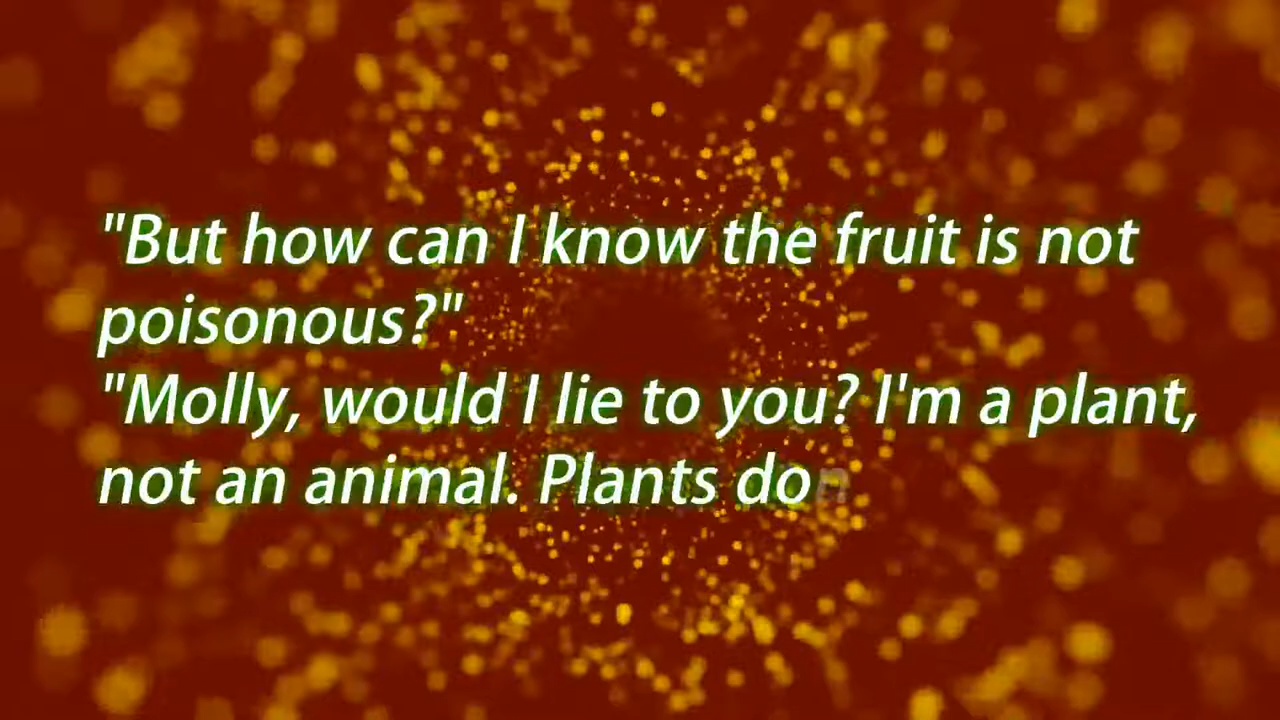 "But how can I know the fruit is not
poisonous?"
"Molly, would I lie to you? I'm a plant,
not an animal. Plants don